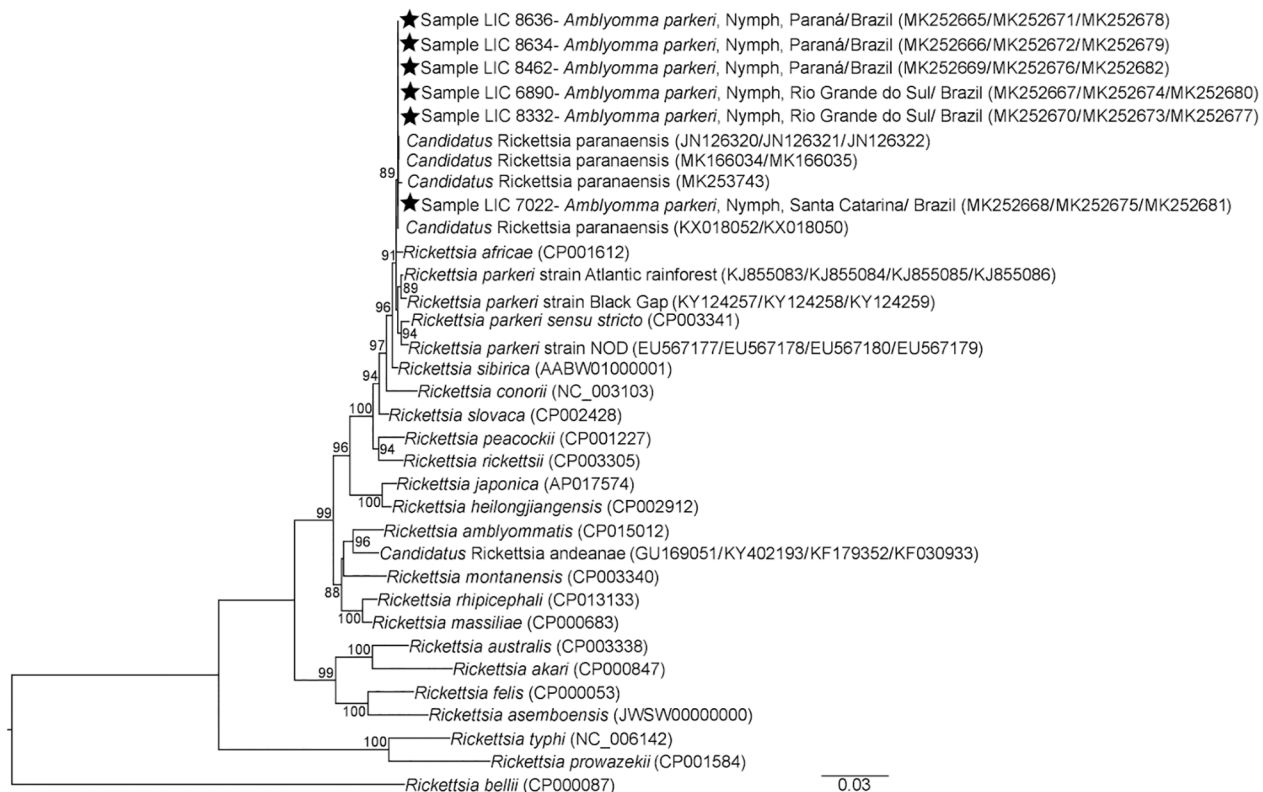 Sample LIC 8636- Amblyomma parkeri, Nymph, Paraná/Brazil (MK252665/MK252671/MK252678)
Sample LIC 8634- Amblyomma parkeri, Nymph, Paraná/Brazil (MK252666/MK252672/MK252679)
Sample LIC 8462- Amblyomma parkeri, Nymph, Paraná/Brazil (MK252669/MK252676/MK252682)
Sample LIC 6890- Amblyomma parkeri, Nymph, Rio Grande do Sul/ Brazil (MK252667/MK252674/MK252680)
Sample LIC 8332- Amblyomma parkeri, Nymph, Rio Grande do Sul/ Brazil (MK252670/MK252673/MK252677)
Candidatus Rickettsia paranaensis (JN126320/JN126321/JN126322)
Candidatus Rickettsia paranaensis (MK166034/MK166035)
89
Candidatus Rickettsia paranaensis (MK253743)
Sample LIC 7022- Amblyomma parkeri, Nymph, Santa Catarina/ Brazil (MK252668/MK252675/MK252681)
Candidatus Rickettsia paranaensis (KX018052/KX018050)
91
Rickettsia africae (CP001612)
Rickettsia parkeri strain Atlantic rainforest (KJ855083/KJ855084/KJ855085/KJ855086)
89
Rickettsia parkeri strain Black Gap (KY124257/KY124258/KY124259)
96
Rickettsia parkeri sensu stricto (CP003341)
94
Rickettsia parkeri strain NOD (EU567177/EU567178/EU567180/EU567179)
97
Rickettsia sibirica (AABW01000001)
94
Rickettsia conorii (NC_003103)
100
Rickettsia slovaca (CP002428)
Rickettsia peacockii (CP001227)
96
94
Rickettsia rickettsii (CP003305)
Rickettsia japonica (AP017574)
100
Rickettsia heilongjiangensis (CP002912)
99
Rickettsia amblyommatis (CP015012)
96
Candidatus Rickettsia andeanae (GU169051/KY402193/KF179352/KF030933)
Rickettsia montanensis (CP003340)
88
Rickettsia rhipicephali (CP013133)
100
Rickettsia massiliae (CP000683)
Rickettsia australis (CP003338)
100
Rickettsia akari (CP000847)
99
Rickettsia felis (CP000053)
100
Rickettsia asemboensis (JWSW00000000)
Rickettsia typhi (NC_006142)
100
Rickettsia prowazekii (CP001584)
Rickettsia bellii (CP000087)
0.03